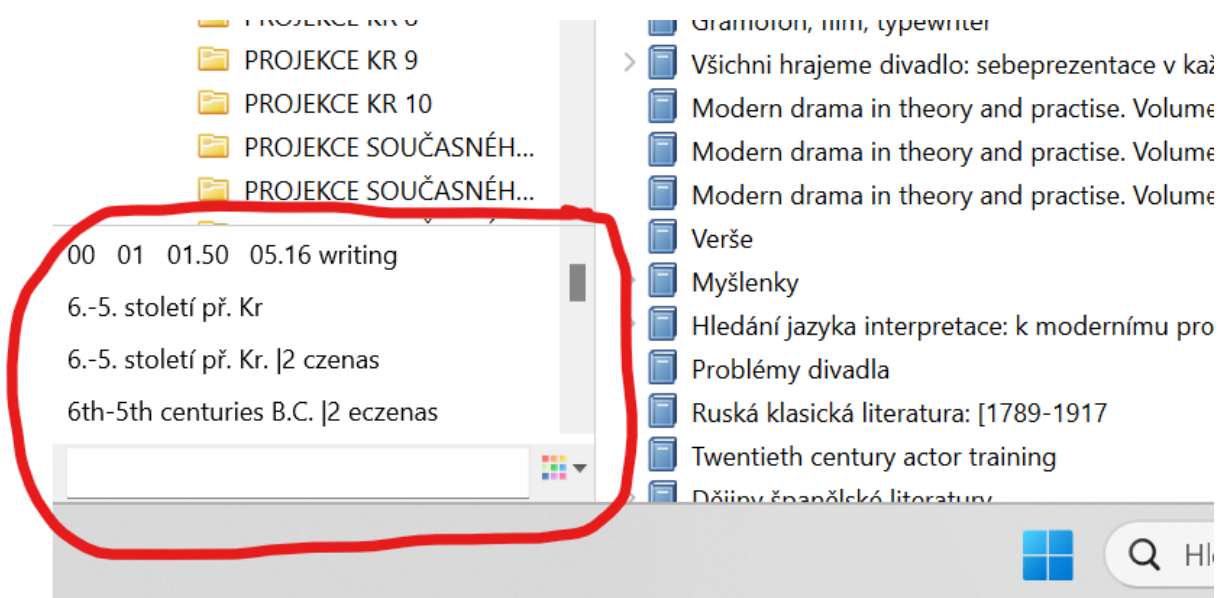 PROJEKCE KR 8
PROJEKCE KR 9
PROJEKCE KR 10
PROJEKCE SOUČASNÉH...
PROJEKCE SOUČASNÉH...
00 01 01.50 05.16 writing
6.-5. století př. Kr
6.-5. století př. Kr. |2 czenas
6th-5th centuries B.C. |2 eczenas
Gramofon, film, typewriter
Všichni hrajeme divadlo: sebeprezentace v kaž
Modern drama in theory and practise. Volume
Modern drama in theory and practise. Volume
Modern drama in theory and practise. Volume
Verše
Myšlenky
Hledání jazyka interpretace: k modernímu pro
Problémy divadla
Ruská klasická literatura: [1789-1917
Twentieth century actor training
Dějiny španělské literatury
Hle